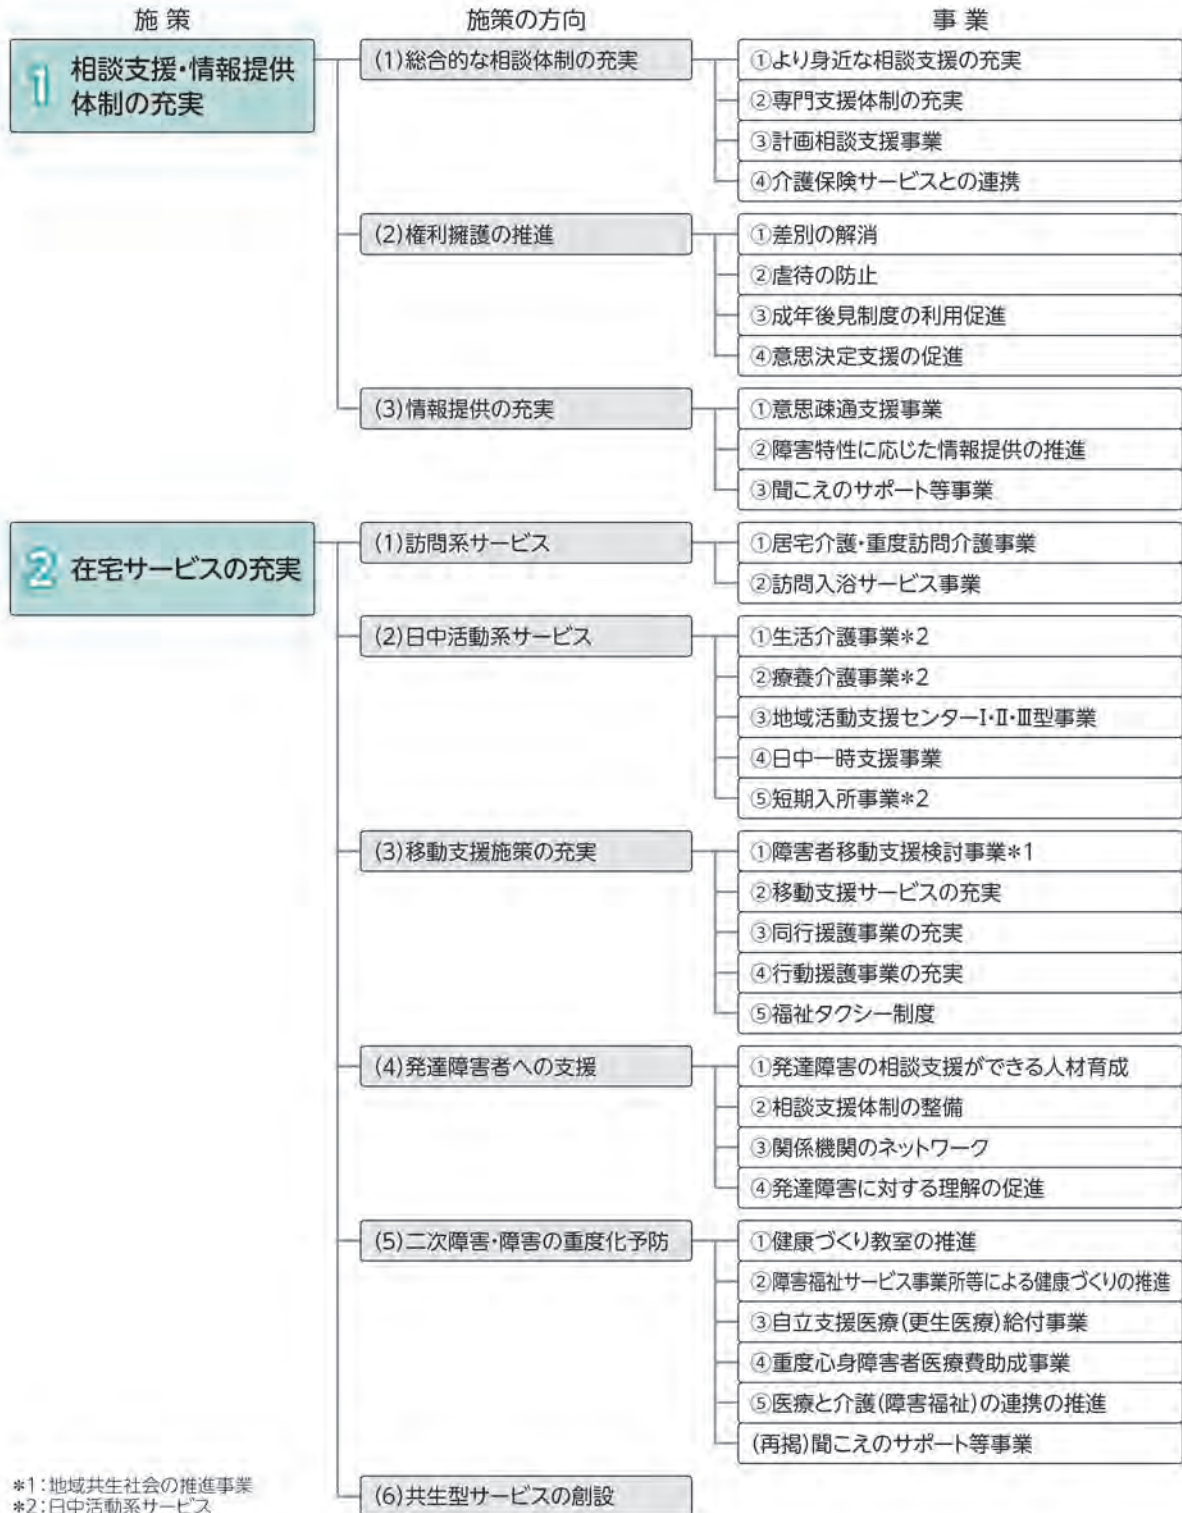 施策 施策の方向 事業
1 相談支援・情報提供
体制の充実
(1)総合的な相談体制の充実
①より身近な相談支援の充実
②専門支援体制の充実
③計画相談支援事業
④介護保険サービスとの連携
(2)権利擁護の推進
①差別の解消
②虐待の防止
③成年後見制度の利用促進
④意思決定支援の促進
(3)情報提供の充実
①意思疎通支援事業
②障害特性に応じた情報提供の推進
③聞こえのサポート等事業
2 在宅サービスの充実
(1)訪問系サービス
①居宅介護・重度訪問介護事業
②訪問入浴サービス事業
(2)日中活動系サービス
①生活介護事業*2
②療養介護事業*2
③地域活動支援センターⅠ・Ⅱ・Ⅲ型事業
④日中一時支援事業
⑤短期入所事業*2
(3)移動支援施策の充実
①障害者移動支援検討事業*1
②移動支援サービスの充実
③同行援護事業の充実
④行動援護事業の充実
⑤福祉タクシー制度
(4)発達障害者への支援
①発達障害の相談支援ができる人材育成
②相談支援体制の整備
③関係機関のネットワーク
④発達障害に対する理解の促進
(5)二次障害・障害の重度化予防
①健康づくり教室の推進
②障害福祉サービス事業所等による健康づくりの推進
③自立支援医療(更生医療)給付事業
④重度心身障害者医療費助成事業
⑤医療と介護(障害福祉)の連携の推進
(再掲)聞こえのサポート等事業
(6)共生型サービスの創設
*1:地域共生社会の推進事業
*2:日中活動系サービス